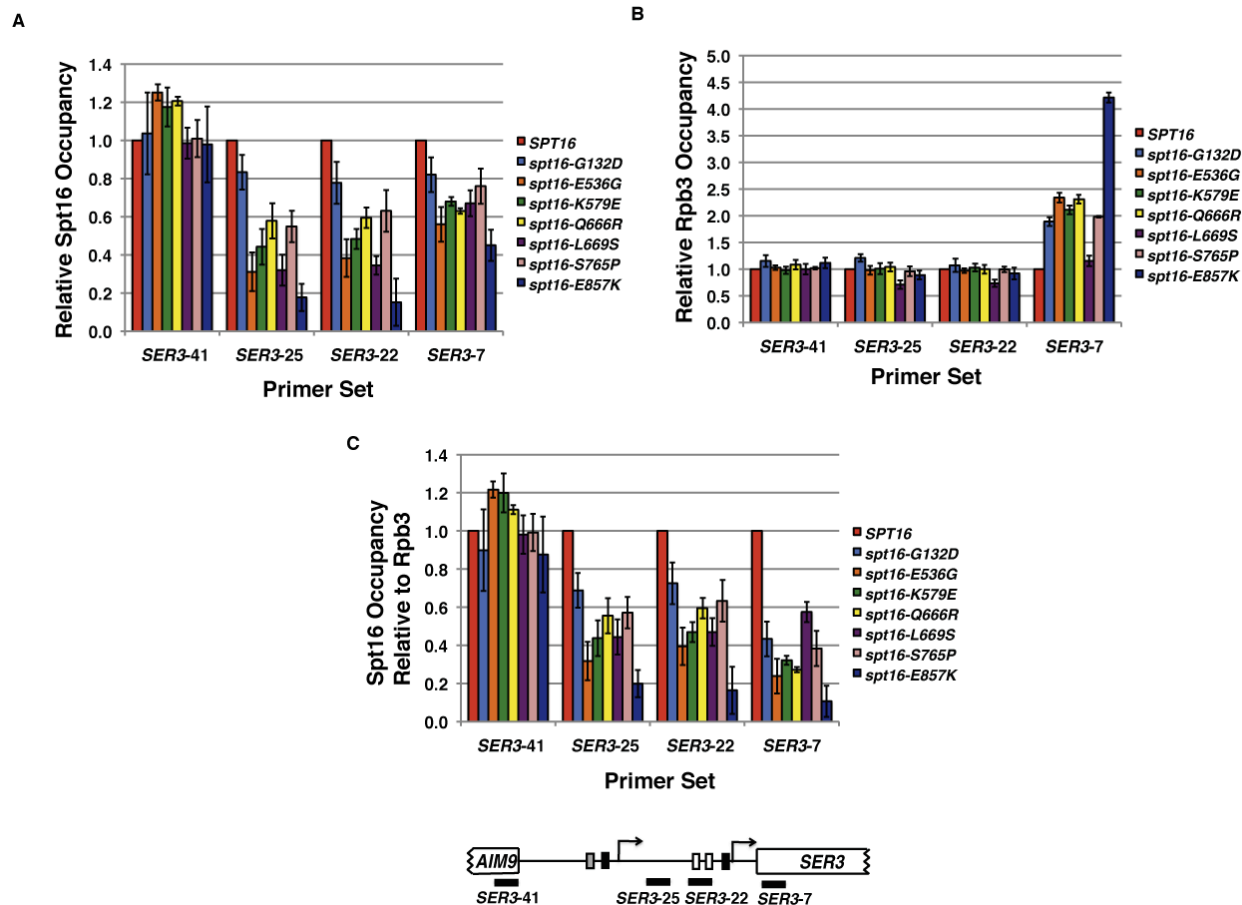 A
Relative Spt16 Occupancy
1.4
1.2
1.0
0.8
0.6
0.4
0.2
0.0
SER3-41 SER3-25 SER3-22 SER3-7
Primer Set
SPT16
spt16-G132D
spt16-E536G
spt16-K579E
spt16-Q666R
spt16-L669S
spt16-S765P
spt16-E857K
B
Relative Rpb3 Occupancy
5.0
4.5
4.0
3.5
3.0
2.5
2.0
1.5
1.0
0.5
0.0
SER3-41 SER3-25 SER3-22 SER3-7
Primer Set
SPT16
spt16-G132D
spt16-E536G
spt16-K579E
spt16-Q666R
spt16-L669S
spt16-S765P
spt16-E857K
C
Spt16 Occupancy
Relative to Rpb3
1.4
1.2
1.0
0.8
0.6
0.4
0.2
0.0
SER3-41 SER3-25 SER3-22 SER3-7
Primer Set
SPT16
spt16-G132D
spt16-E536G
spt16-K579E
spt16-Q666R
spt16-L669S
spt16-S765P
spt16-E857K
AIM9 SER3
SER3-41 SER3-25 SER3-22 SER3-7